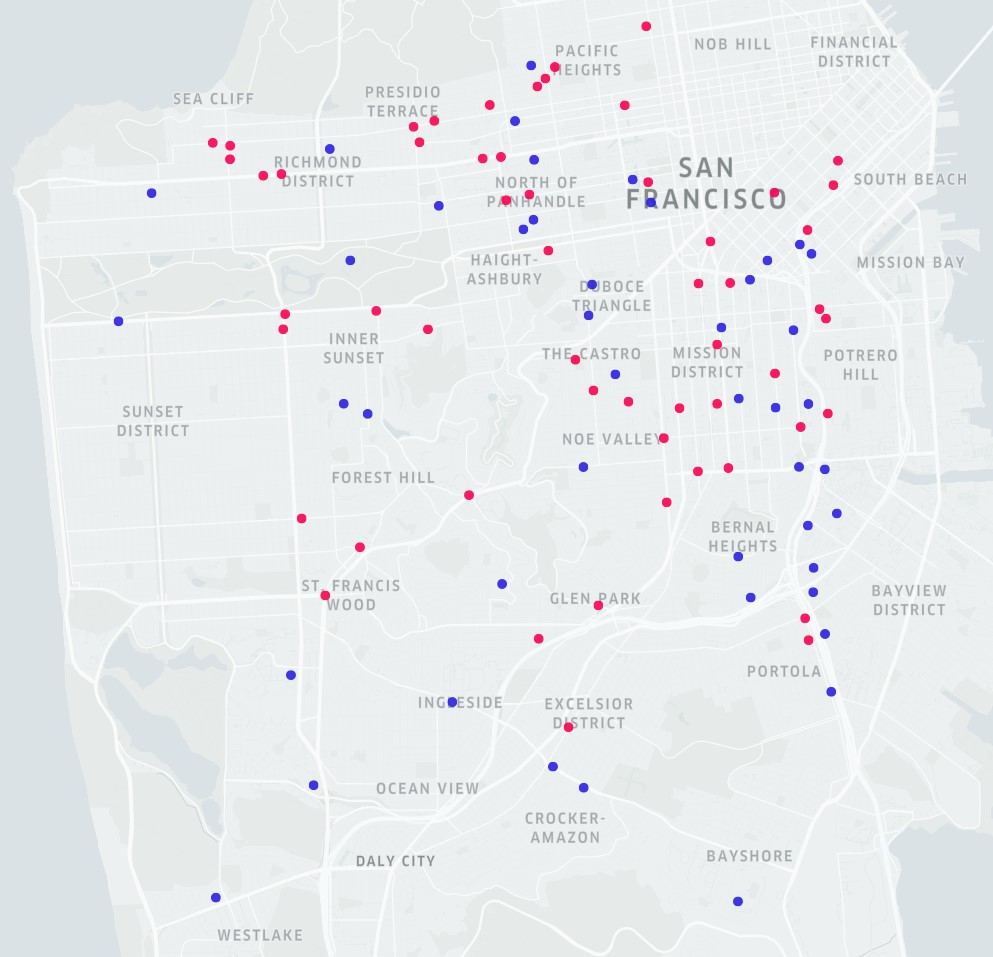 PACIFIC
HEIGHTS
NOB HILL
FINANCIAL
DISTRICT
SEA CLIFF
PRESIDIO
TERRACE
RICHMOND
DISTRICT
NORTH OF
PANHANDLE
SAN
FRANCISCO
SOUTH BEACH
HAIGHT-
ASHBURY
MISSION BAY
DUBOCE
TRIANGLE
INNER
SUNSET
THE CASTRO
MISSION
DISTRICT
POTRERO
HILL
SUNSET
DISTRICT
NOE VALLEY
FOREST HILL
BERNAL
HEIGHTS
ST. FRANCIS
WOOD
GLEN PARK
BAYVIEW
DISTRICT
PORTOLA
INGLESIDE
EXCELSIOR
DISTRICT
OCEAN VIEW
CROCKER-
AMAZON
DALY CITY
BAYSHORE
WESTLAKE